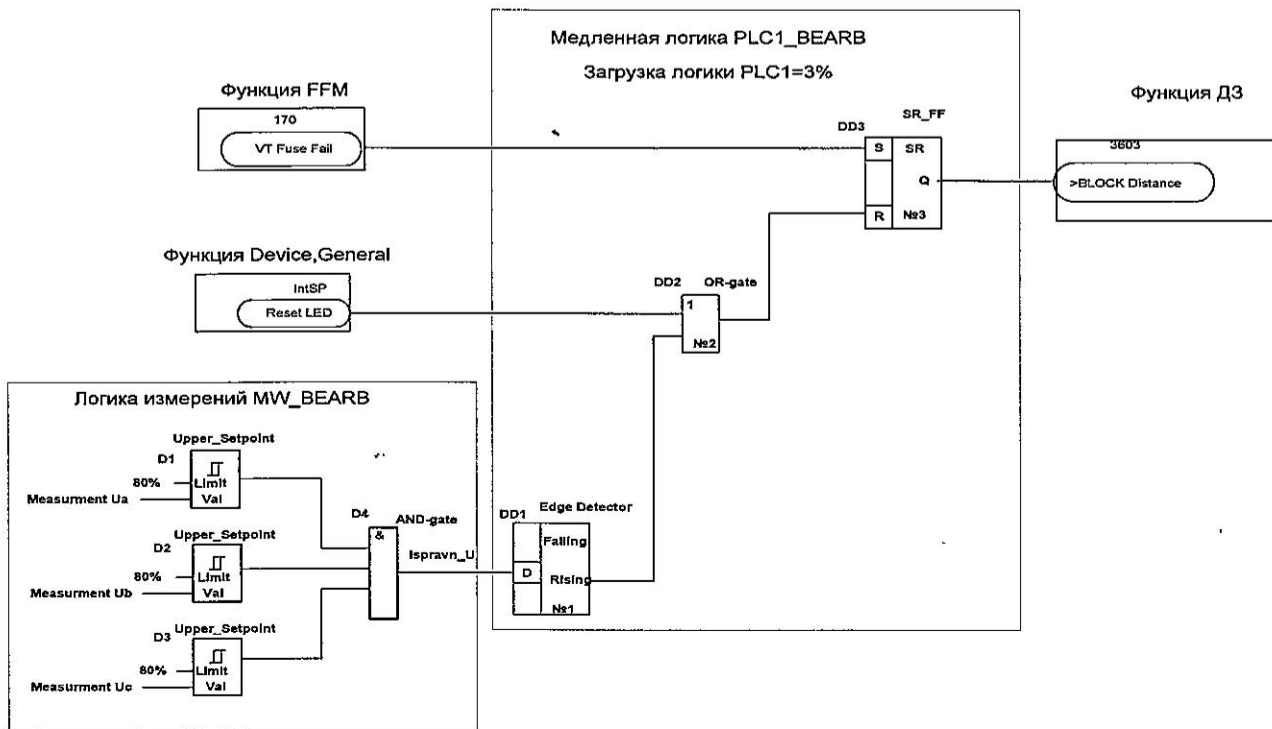 Медленная логика PLC1_BEARB
Загрузка логики PLC1=3%
Функция FFM
170
VT Fuse Fail
DD3
SR_FF
S
SR
Q
R
№3
Функция ДЗ
3603
>BLOCK Distance
Функция Device,General
IntSP
Reset LED
DD2
OR-gate
1
№2
Логика измерений MW_BEARB
Upper_Setpoint
D1
80%
Limit
Measurment Ua
Val
Upper_Setpoint
D2
80%
Limit
Measurment Ub
Val
Upper_Setpoint
D3
80%
Limit
Measurment Uc
Val
D4
AND-gate
&
Ispravn_U
DD1
Edge Detector
Falling
D
Rising
№1